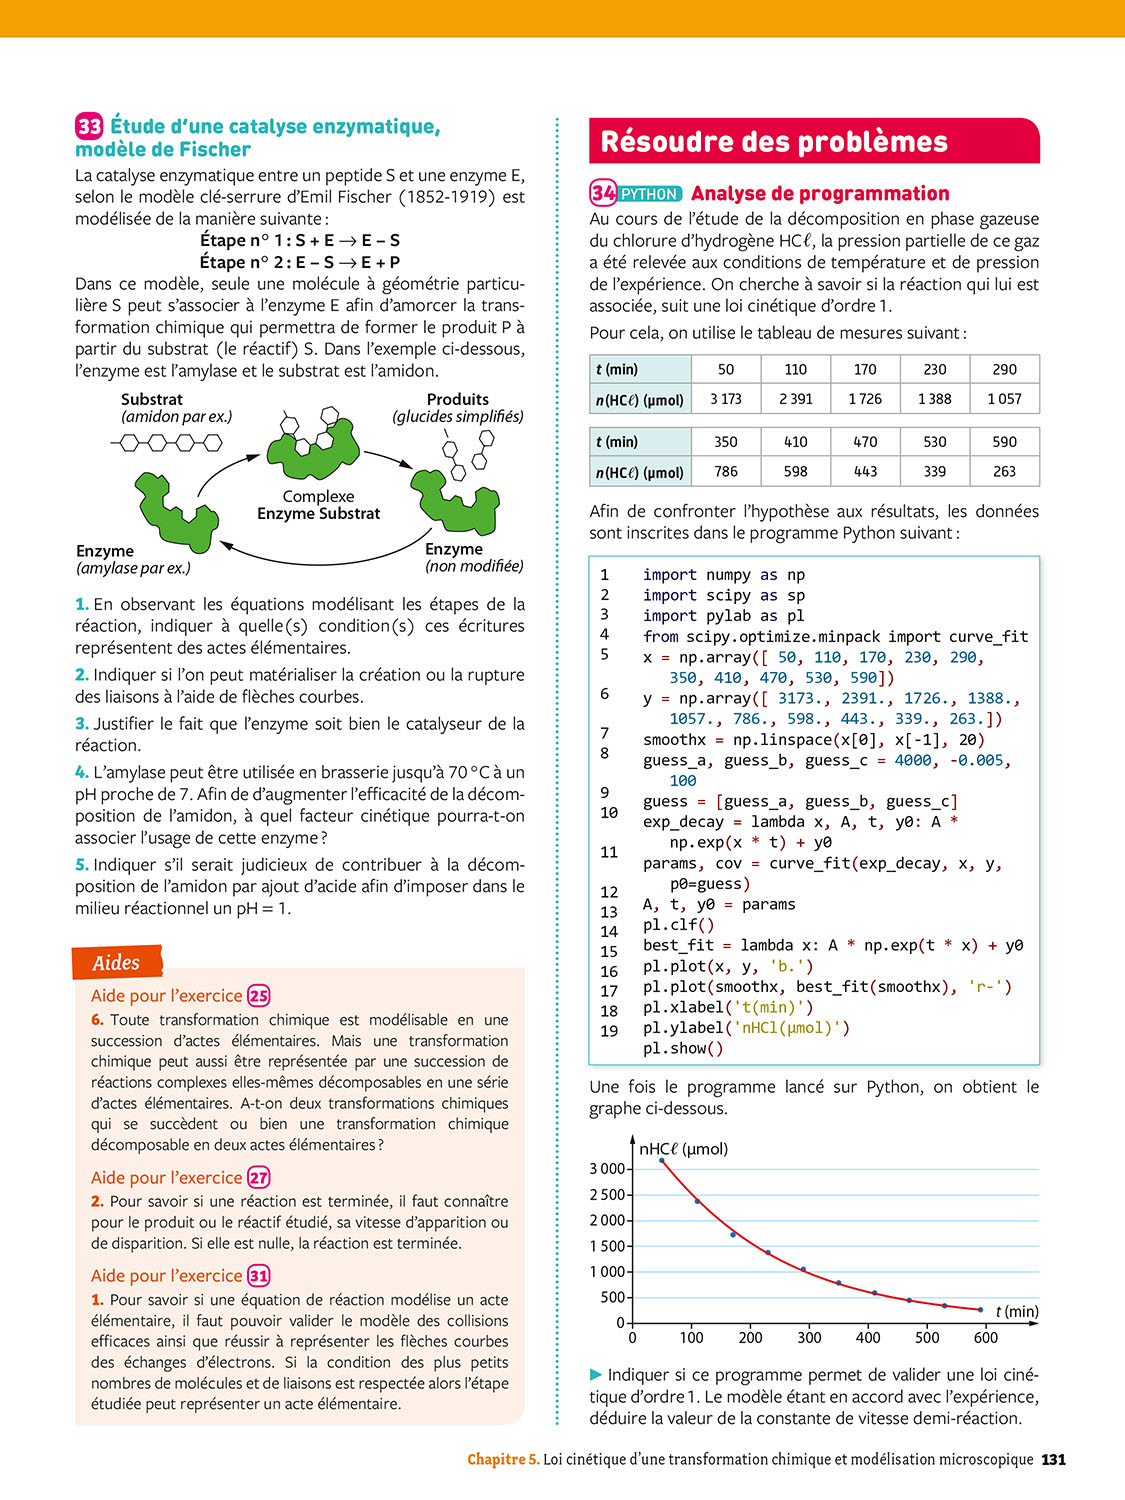 33 Étude d’une catalyse enzymatique,
modèle de Fischer
La catalyse enzymatique entre un peptide S et une enzyme E,
selon le modèle clé-serrure d’Emil Fischer (1852-1919) est
modélisée de la manière suivante :
Étape n° 1 : S + E → E – S
Étape n° 2 : E – S → E + P
Dans ce modèle, seule une molécule à géométrie particu-
lière S peut s’associer à l’enzyme E afin d’amorcer la trans-
formation chimique qui permettra de former le produit P à
partir du substrat (le réactif) S. Dans l’exemple ci-dessous,
l’enzyme est l’amylase et le substrat est l’amidon.
Substrat
(amidon par ex.)
Produits
(glucides simplifiés)
Complexe
Enzyme Substrat
Enzyme
(amylase par ex.)
Enzyme
(non modifiée)
1. En observant les équations modélisant les étapes de la
réaction, indiquer à quelle(s) condition(s) ces écritures
représentent des actes élémentaires.
2. Indiquer si l’on peut matérialiser la création ou la rupture
des liaisons à l’aide de flèches courbes.
3. Justifier le fait que l’enzyme soit bien le catalyseur de la
réaction.
4. L’amylase peut être utilisée en brasserie jusqu’à 70 °C à un
pH proche de 7. Afin de d’augmenter l’efficacité de la décom-
position de l’amidon, à quel facteur cinétique pourra-t-on
associer l’usage de cette enzyme ?
5. Indiquer s’il serait judicieux de contribuer à la décom-
position de l’amidon par ajout d’acide afin d’imposer dans le
milieu réactionnel un pH = 1.
Aides
Aide pour l’exercice 25
6. Toute transformation chimique est modélisable en une
succession d’actes élémentaires. Mais une transformation
chimique peut aussi être représentée par une succession de
réactions complexes elles-mêmes décomposables en une série
d’actes élémentaires. A-t-on deux transformations chimiques
qui se succèdent ou bien une transformation chimique
décomposable en deux actes élémentaires ?
Aide pour l’exercice 27
2. Pour savoir si une réaction est terminée, il faut connaître
pour le produit ou le réactif étudié, sa vitesse d’apparition ou
de disparition. Si elle est nulle, la réaction est terminée.
Aide pour l’exercice 31
1. Pour savoir si une équation de réaction modélise un acte
élémentaire, il faut pouvoir valider le modèle des collisions
efficaces ainsi que réussir à représenter les flèches courbes
des échanges d’électrons. Si la condition des plus petits
nombres de molécules et de liaisons est respectée alors l’étape
étudiée peut représenter un acte élémentaire.
Résoudre des problèmes
34 PYTHON Analyse de programmation
Au cours de l’étude de la décomposition en phase gazeuse
du chlorure d’hydrogène HCℓ, la pression partielle de ce gaz
a été relevée aux conditions de température et de pression
de l’expérience. On cherche à savoir si la réaction qui lui est
associée, suit une loi cinétique d’ordre 1.
Pour cela, on utilise le tableau de mesures suivant :
t (min) 50 110 170 230 290
n(HCℓ) (µmol) 3 173 2 391 1 726 1 388 1 057
t (min) 350 410 470 530 590
n(HCℓ) (µmol) 786 598 443 339 263
Afin de confronter l’hypothèse aux résultats, les données
sont inscrites dans le programme Python suivant :
1 import numpy as np
2 import scipy as sp
3 import pylab as pl
4 from scipy.optimize.minpack import curve_fit
5 x = np.array([ 50, 110, 170, 230, 290,
350, 410, 470, 530, 590])
6 y = np.array([ 3173., 2391., 1726., 1388.,
1057., 786., 598., 443., 339., 263.])
7 smoothx = np.linspace(x[0], x[-1], 20)
8 guess_a, guess_b, guess_c = 4000, -0.005,
100
9 guess = [guess_a, guess_b, guess_c]
10 exp_decay = lambda x, A, t, y0: A *
np.exp(x * t) + y0
11 params, cov = curve_fit(exp_decay, x, y,
p0=guess)
12 A, t, y0 = params
13 pl.clf()
14 best_fit = lambda x: A * np.exp(t * x) + y0
15 pl.plot(x, y, 'b.')
16 pl.plot(smoothx, best_fit(smoothx), 'r-')
17 pl.xlabel('t(min)')
18 pl.ylabel('nHCl(µmol)')
19 pl.show()
Une fois le programme lancé sur Python, on obtient le
graphe ci-dessous.
nHCℓ (µmol)
3 000
2 500
2 000
1 500
1 000
500
0
t (min)
0 100 200 300 400 500 600
▶ Indiquer si ce programme permet de valider une loi ciné-
tique d’ordre 1. Le modèle étant en accord avec l’expérience,
déduire la valeur de la constante de vitesse demi-réaction.
Chapitre 5. Loi cinétique d’une transformation chimique et modélisation microscopique 131